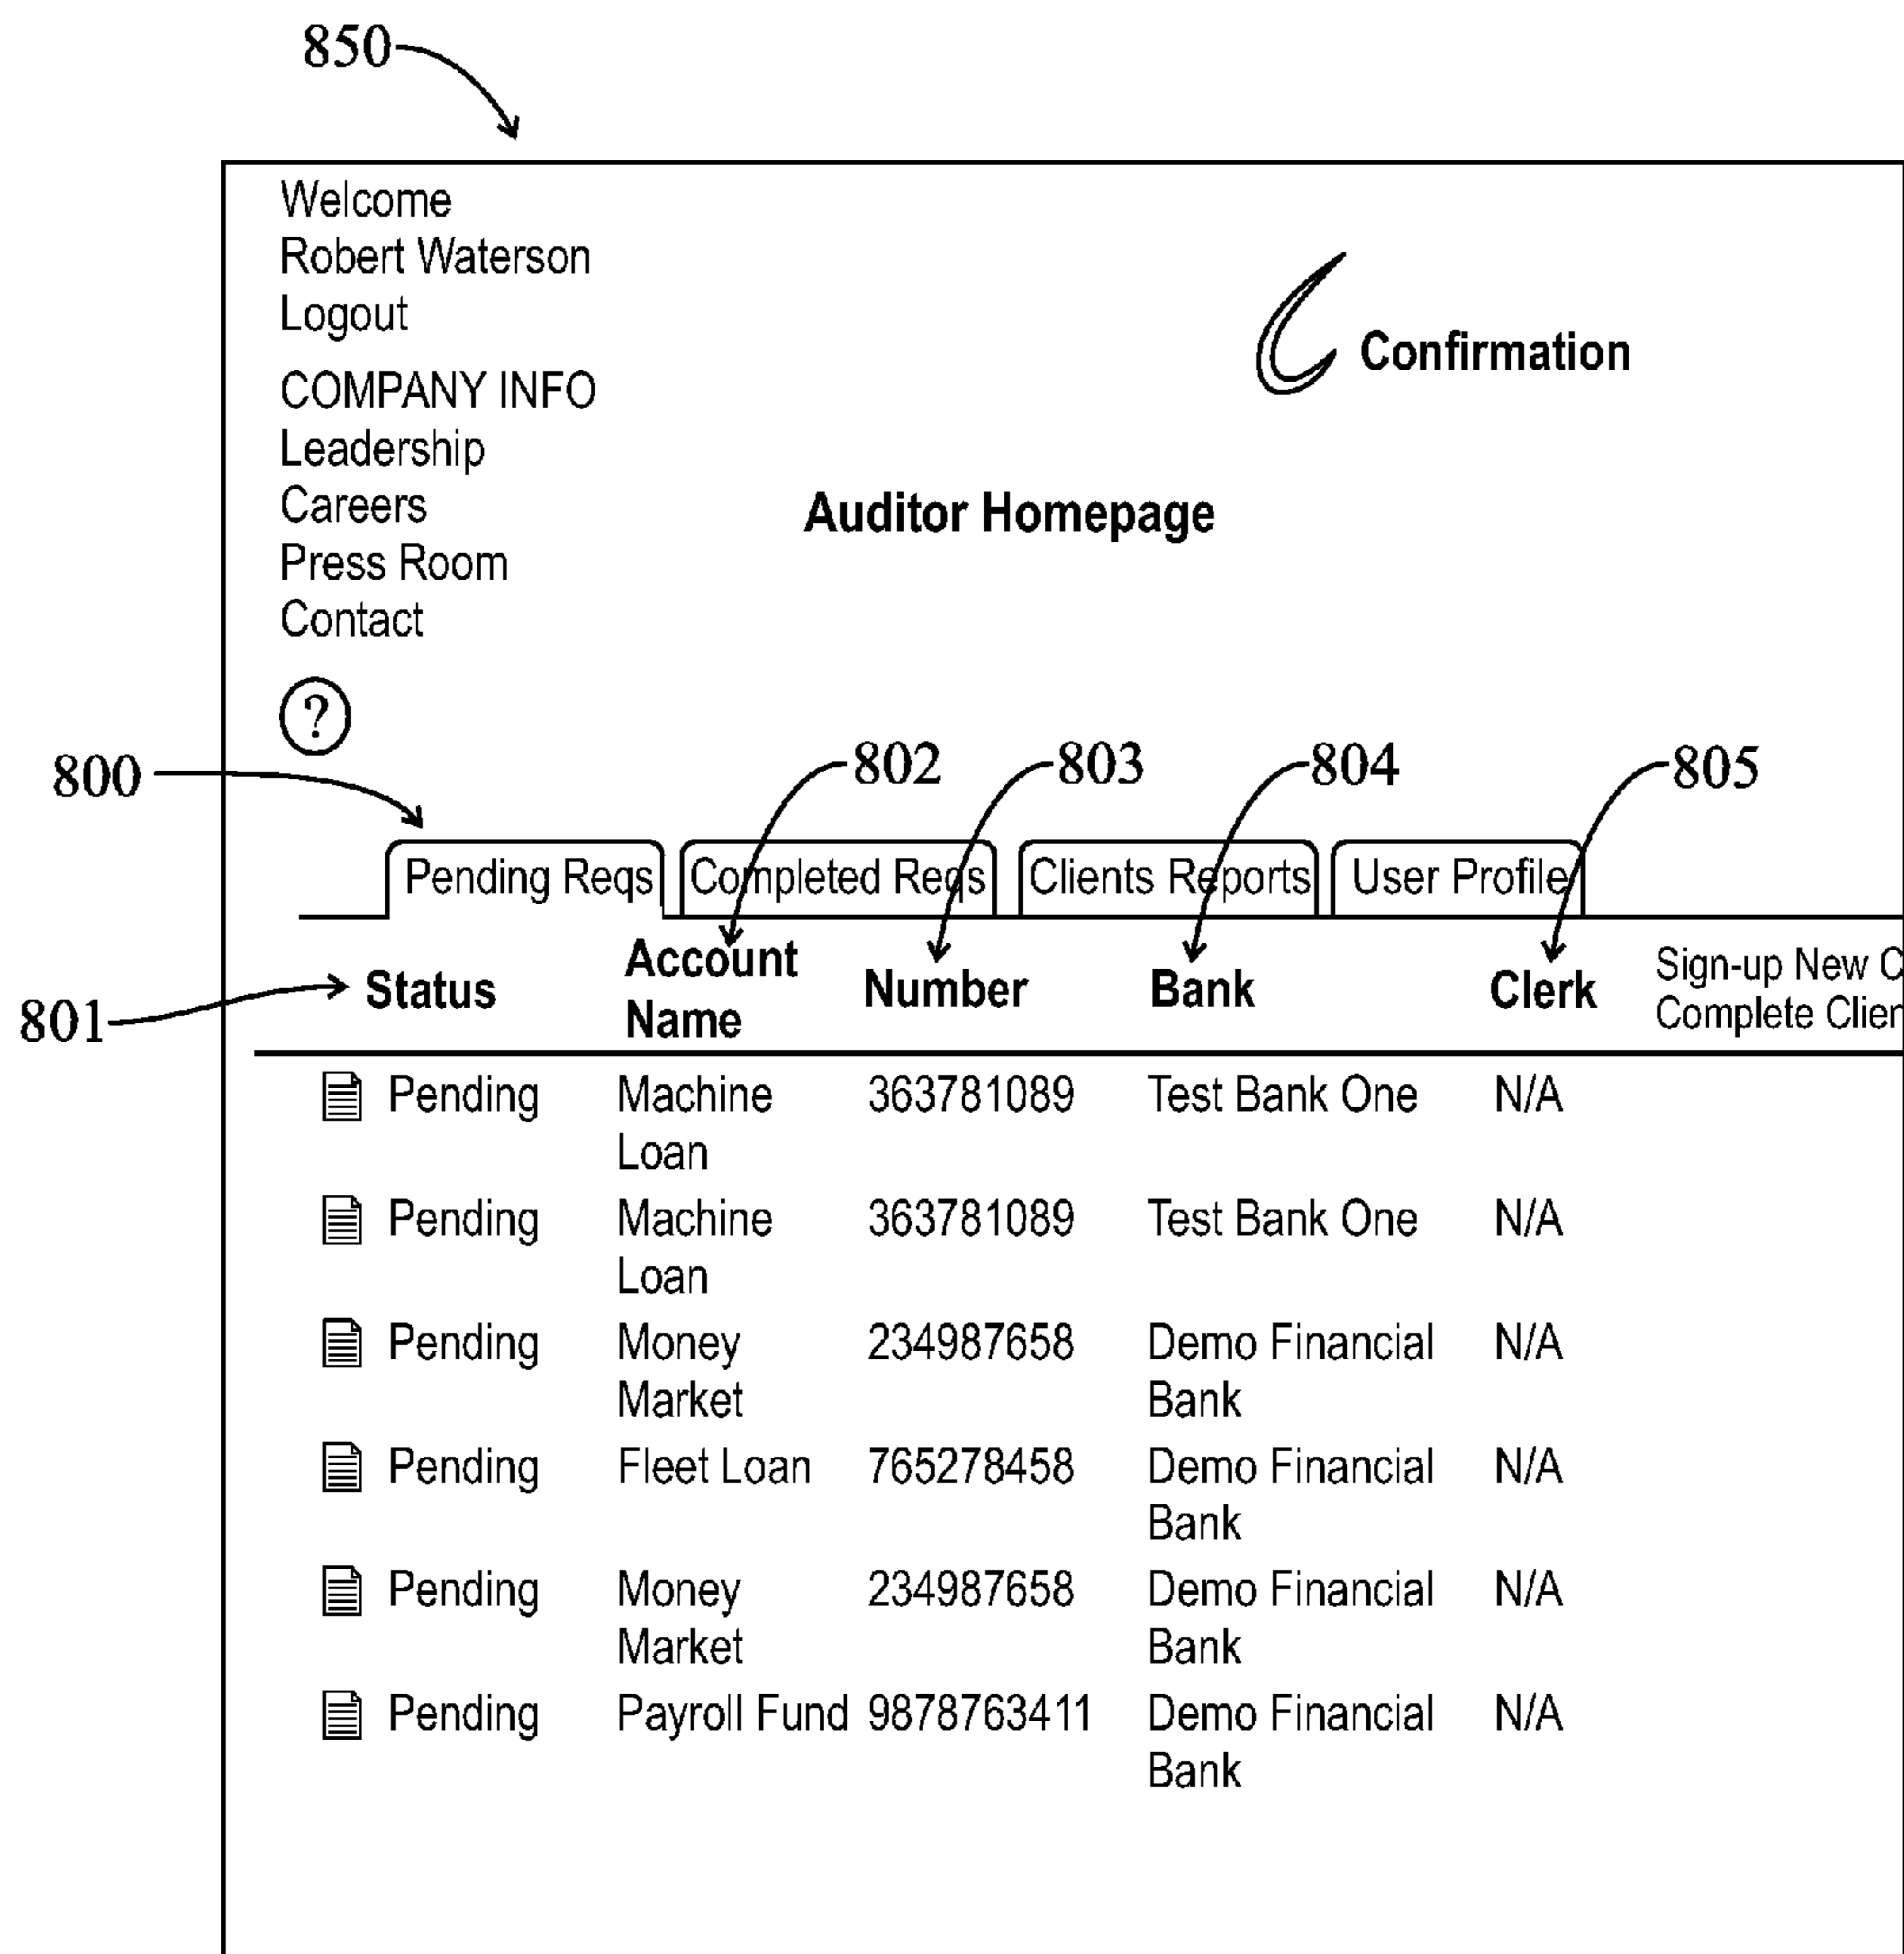 850
Welcome
Robert Waterson
Logout
Confirmation
COMPANY INFO
Leadership
Careers
Auditor Homepage
Press Room
Contact
?
800
802
803
804
805
Pending Reqs Completed Reqs Clients Reports User Profile
801
Status Account Name Number Bank Clerk
Sign-up New
Complete
Pending Machine 363781089 Test Bank One N/A
Loan
Pending Machine 363781089 Test Bank One N/A
Loan
Pending Money 234987658 Demo Financial N/A
Market Bank
Pending Fleet Loan 765278458 Demo Financial N/A
Bank
Pending Money 234987658 Demo Financial N/A
Market Bank
Pending Payroll Fund 9878763411 Demo Financial N/A
Bank